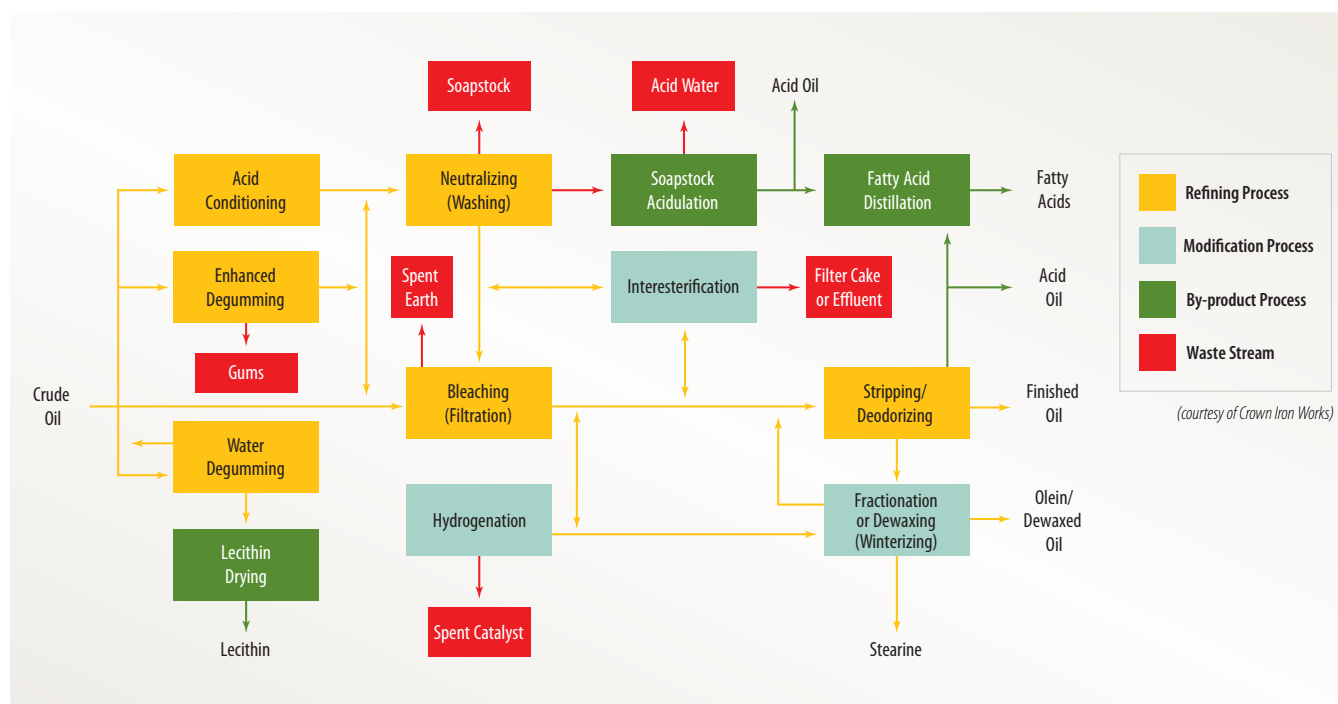 Soapstock
Acid Water
Acid Oil
Acid
Conditioning
Neutralizing
(Washing)
Soapstock
Acidulation
Fatty Acid
Distillation
Fatty
Acids
Refining Process
Modification Process
By-product Process
Waste Stream
(courtesy of Crown Iron Works)
Enhanced
Degumming
Spent
Earth
Interesterification
Filter Cake
or Effluent
Acid
Oil
Gums
Crude
Oil
Bleaching
(Filtration)
Stripping/
Deodorizing
Finished
Oil
Water
Degumming
Hydrogenation
Fractionation
or Dewaxing
(Winterizing)
Olein/
Dewaxed
Oil
Lecithin
Drying
Spent Catalyst
Lecithin
Stearine